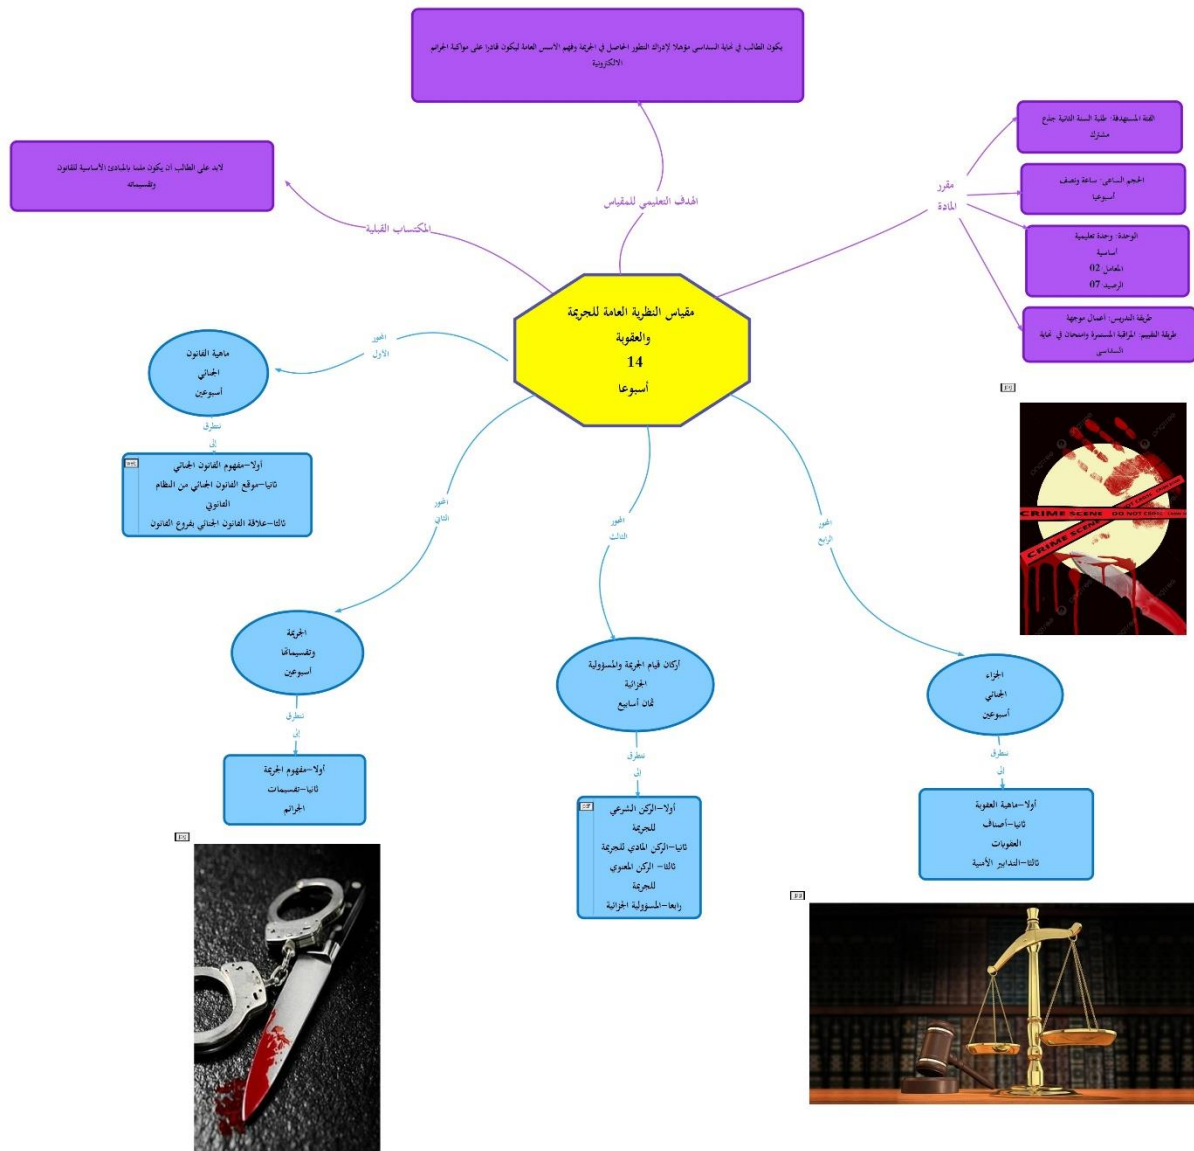 يكون الطالب في نهاية السداسي مؤهلا لإدراك التطور الحاصل في الجريمة وفهم الاسس العامة ليكون قادرا على مواكبة الجرائم
الالكترونية
الفئة المستهدفة: طلبة السنة الثانية جذع
مشترك
الحجم الساعي: ساعة ونصف
أسبوعيا
الوحدة: وحدة تعليمية
أساسية
المعامل: 02
الرصيد: 07
طريقة التدريس: أعمال موجهة
طريقة التقييم: المراقبة المستمرة وامتحان في نهاية
السداسي
مقرر
المادة
الهدف التعليمي للمقياس
لابد على الطالب أن يكون ملما بالمبادئ الأساسية للقانون
وتقسيماته
المكتساب القبلية
مقياس النظرية العامة للجريمة
والعقوبة
14
أسبوعا
المحور
الأول
ماهية القانون
الجنائي
أسبوعين
نتطرق
إلى
أولا-مفهوم القانون الجنائي
ثانيا-موقع القانون الجنائي من النظام
القانوني
ثالثا-علاقة القانون الجنائي بفروع القانون
المحور
الثاني
الجريمة
وتقسيماتها
أسبوعين
نتطرق
إلى
أولا-مفهوم الجريمة
ثانيا-تقسيمات
الجرائم
المحور
الثالث
أركان قيام الجريمة والمسؤولية
الجزائية
ثمان أسابيع
نتطرق
إلى
أولا-الركن الشرعي
للجريمة
ثانيا-الركن المادي للجريمة
ثالثا- الركن المعنوي
للجريمة
رابعا-المسؤولية الجزائية
المحور
الرابع
الجزاء
الجنائي
أسبوعين
نتطرق
إلى
أولا-ماهية العقوبة
ثانيا-أصناف
العقوبات
ثالثا-التدابير الأمنية
CRIME SCENE DO NOT ENTER
CRIME SCENE